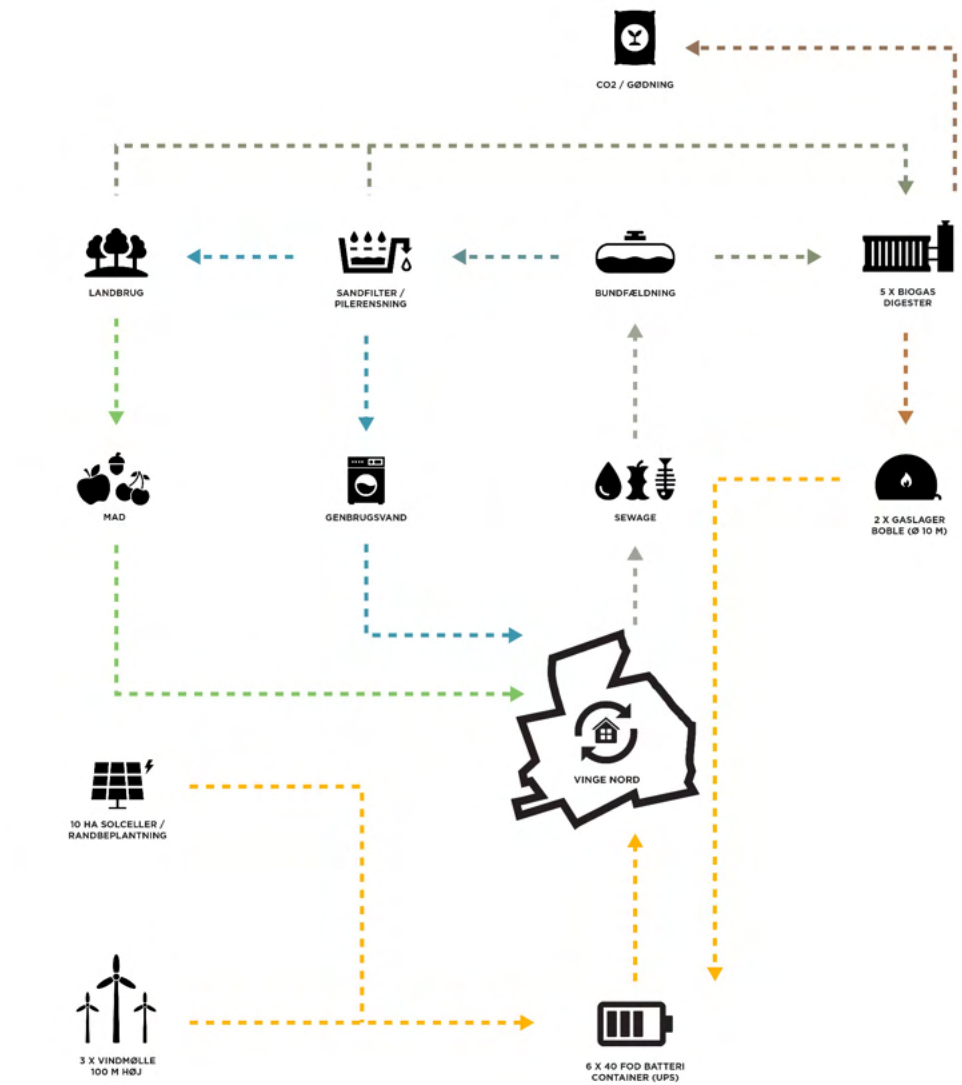 CO2 / GØDNING
LANDBRUG
SANDFILTER /
PILERENSNING
BUNDFÆLDNING
5 X BIOGAS
DIGESTER
MAD
GENBRUGSVAND
SEWAGE
2 X GASLAGER
BOBLE (Ø 10 M)
VINGE NORD
10 HA SOLCELLER /
RANDBEPLANTNING
3 X VINDMØLLE
100 M HØJ
6 X 40 FOD BATTERI
CONTAINER (UPS)